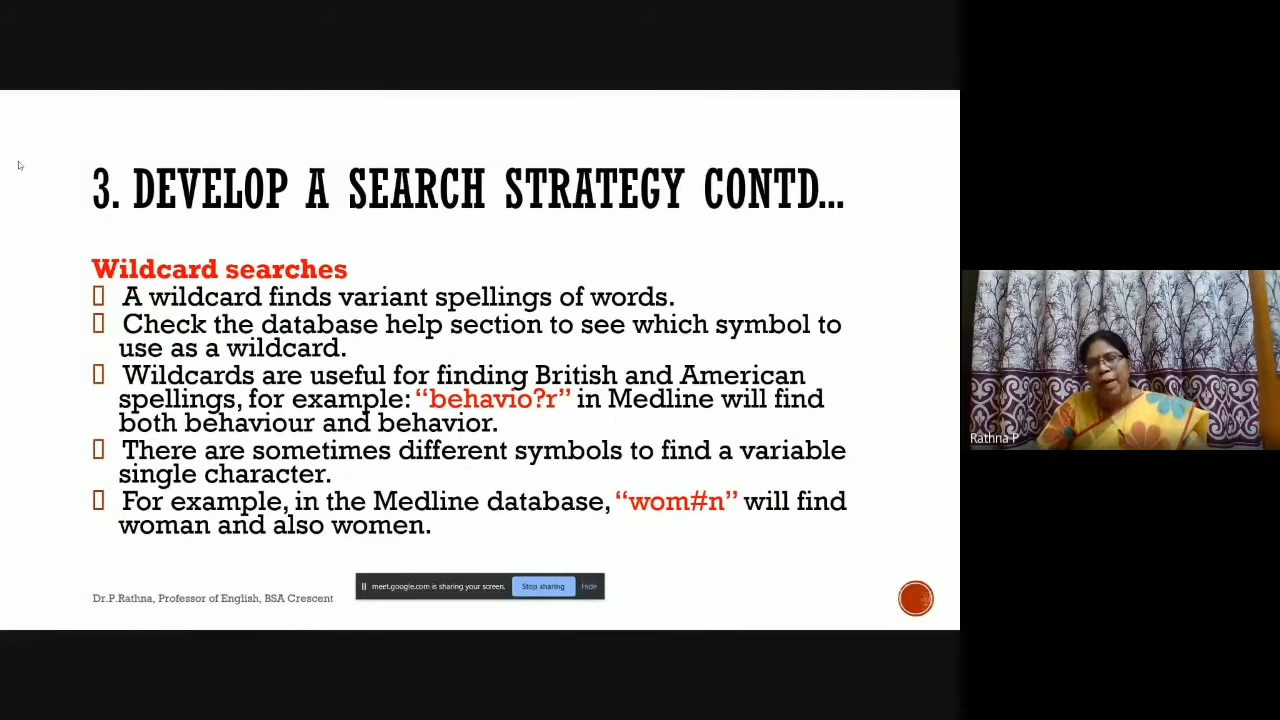 3. DEVELOP A SEARCH STRATEGY CONTD...
Wildcard searches
A wildcard finds variant spellings of words.
Check the database help section to see which symbol to
use as a wildcard.
Wildcards are useful for finding British and American
spellings, for example: “behavio?r” in Medline will find
both behaviour and behavior.
There are sometimes different symbols to find a variable
single character.
For example, in the Medline database, “wom#n” will find
woman and also women.
meet.google.com is sharing your screen. Stop sharing Hide
Dr.P.Rathna, Professor of English, BSA Crescent
Rathna P